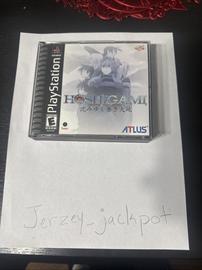 PlayStation
HOSHIGAMI
ATLUS
Jerzey_jackpot